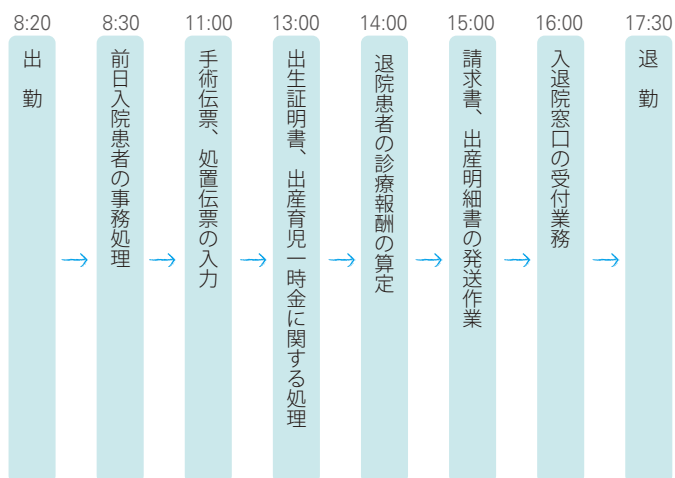 8:20
出勤
8:30
前日入院患者の事務処理
11:00
手術伝票、処置伝票の入力
13:00
出生証明書、出産育児一時金に関する処理
14:00
退院患者の診療報酬の算定
15:00
請求書、出産明細書の発送作業
16:00
入退院窓口の受付業務
17:30
退勤